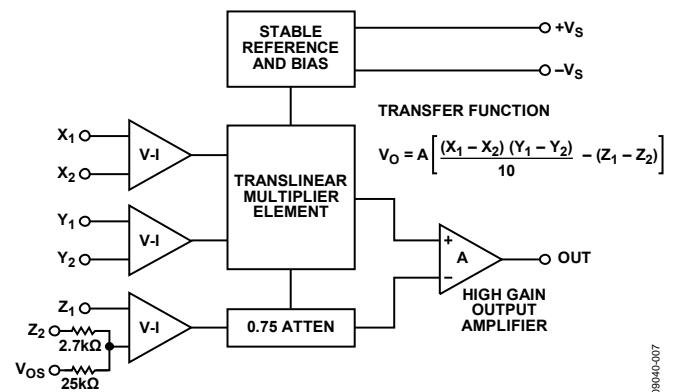 STABLE
REFERENCE
AND BIAS
+VS
–VS
TRANSFER FUNCTION
VO = A [ (X1 – X2) (Y1 – Y2) / 10 – (Z1 – Z2) ]
X1
X2
V-I
TRANSLINEAR
MULTIPLIER
ELEMENT
Y1
Y2
V-I
+
A
–
OUT
HIGH GAIN
OUTPUT
AMPLIFIER
Z1
Z2
2.7kΩ
V-I
0.75 ATTEN
VOS
25kΩ
09040-007